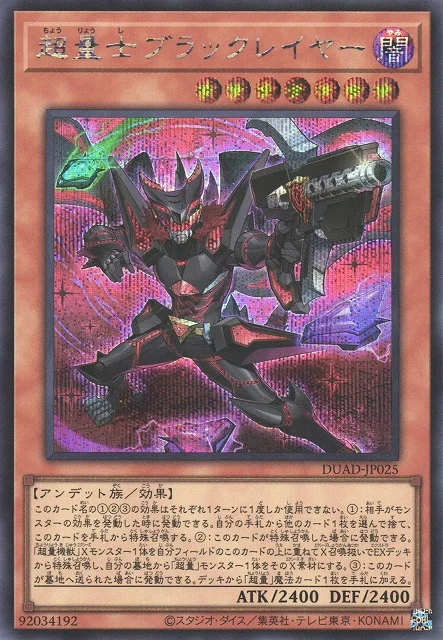 超量士ブラックレイヤー
闇
DUAD-JP025
【アンデット族／効果】
このカード名の①②③の効果はそれぞれ1ターンに1度しか使用できない。①：相手がモン
スターの効果を発動した時に発動できる。自分の手札から他のカード1枚を選んで捨て、
このカードを手札から特殊召喚する。②：このカードが特殊召喚した場合に発動できる。
「超量機獣」Xモンスター1体を自分フィールドのこのカードの上に重ねてX召喚扱いでEXデッ
キから特殊召喚し、自分の墓地から「超量」モンスター1体をそのX素材にする。③：このカード
が墓地へ送られた場合に発動できる。デッキから「超量」魔法カード1枚を手札に加える。
ATK/2400 DEF/2400
92034192 ©スタジオ・ダイス／集英社・テレビ東京・KONAMI